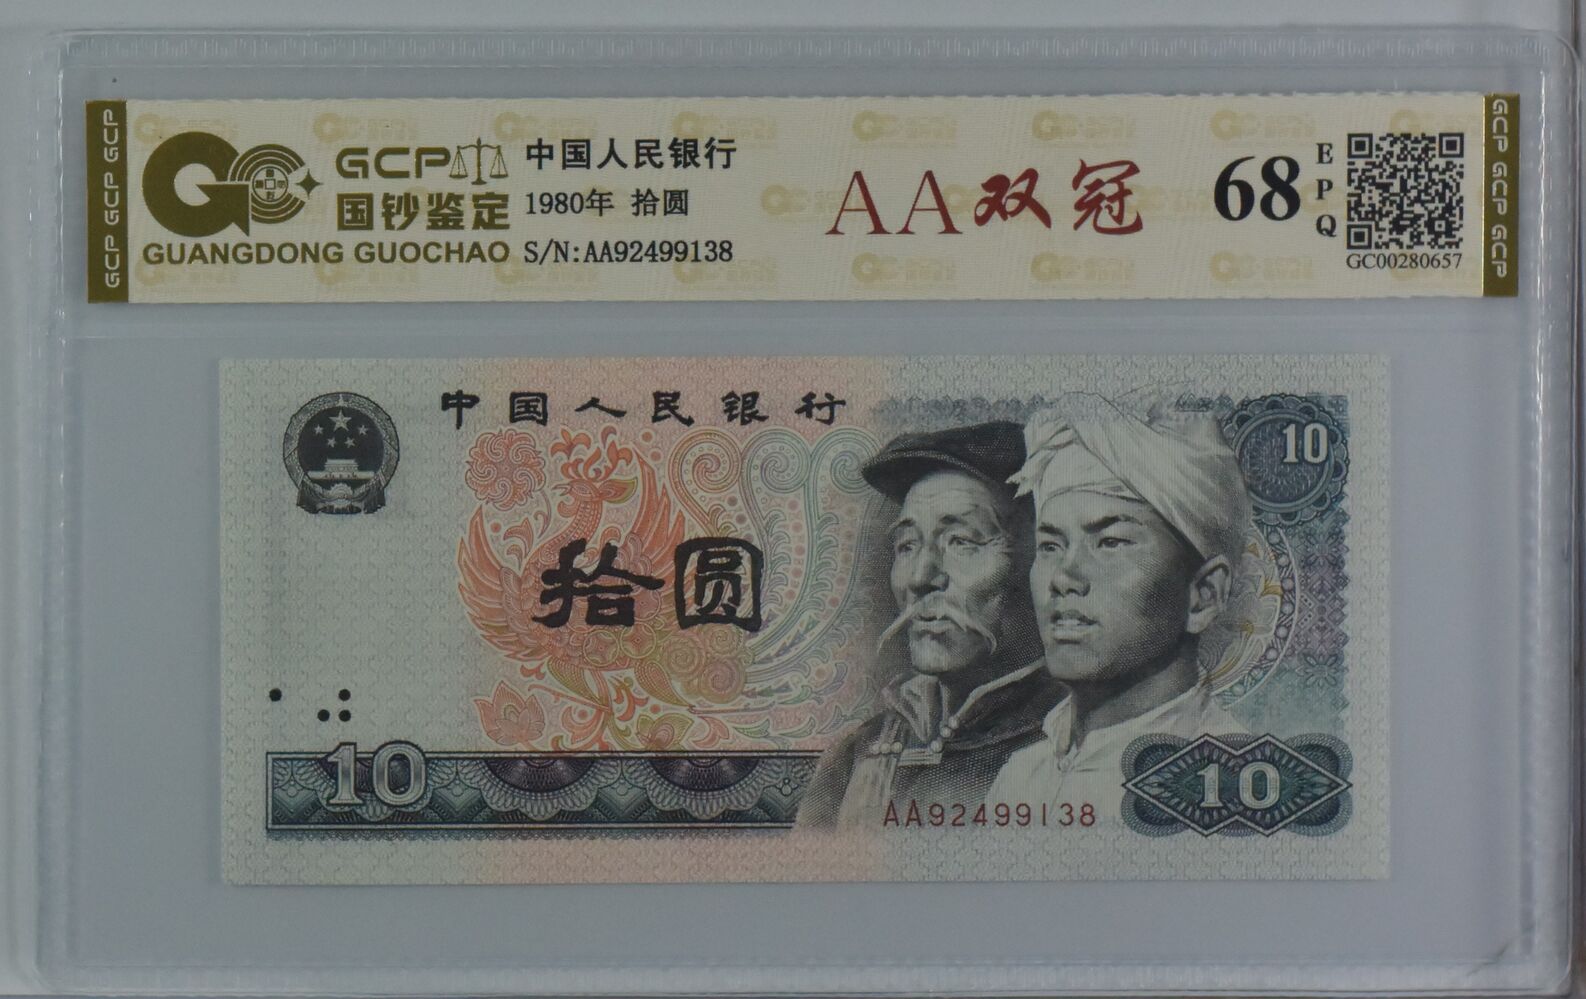 GCP GCP GCP
GCP
国钞鉴定
GUANGDONG GUOCHAO
中国人民银行
1980年 拾圆
S/N:AA92499138
AA双冠
68
EPQ
GC00280657
GCP GCP GCP
中国人民银行
10
拾圆
10
AA92499138
10